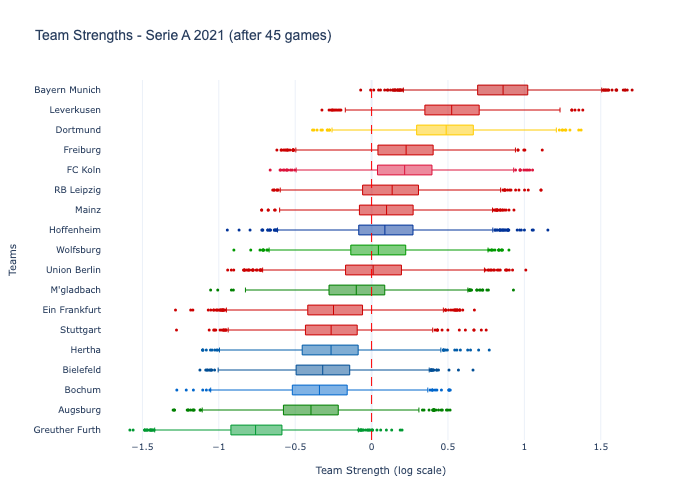 Team Strengths - Serie A 2021 (after 45 games)
Bayern Munich
Leverkusen
Dortmund
Freiburg
FC Koln
RB Leipzig
Mainz
Hoffenheim
Wolfsburg
Union Berlin
M'gladbach
Ein Frankfurt
Stuttgart
Hertha
Bielefeld
Bochum
Augsburg
Greuther Furth
Teams
−1.5 −1 −0.5 0 0.5 1 1.5
Team Strength (log scale)